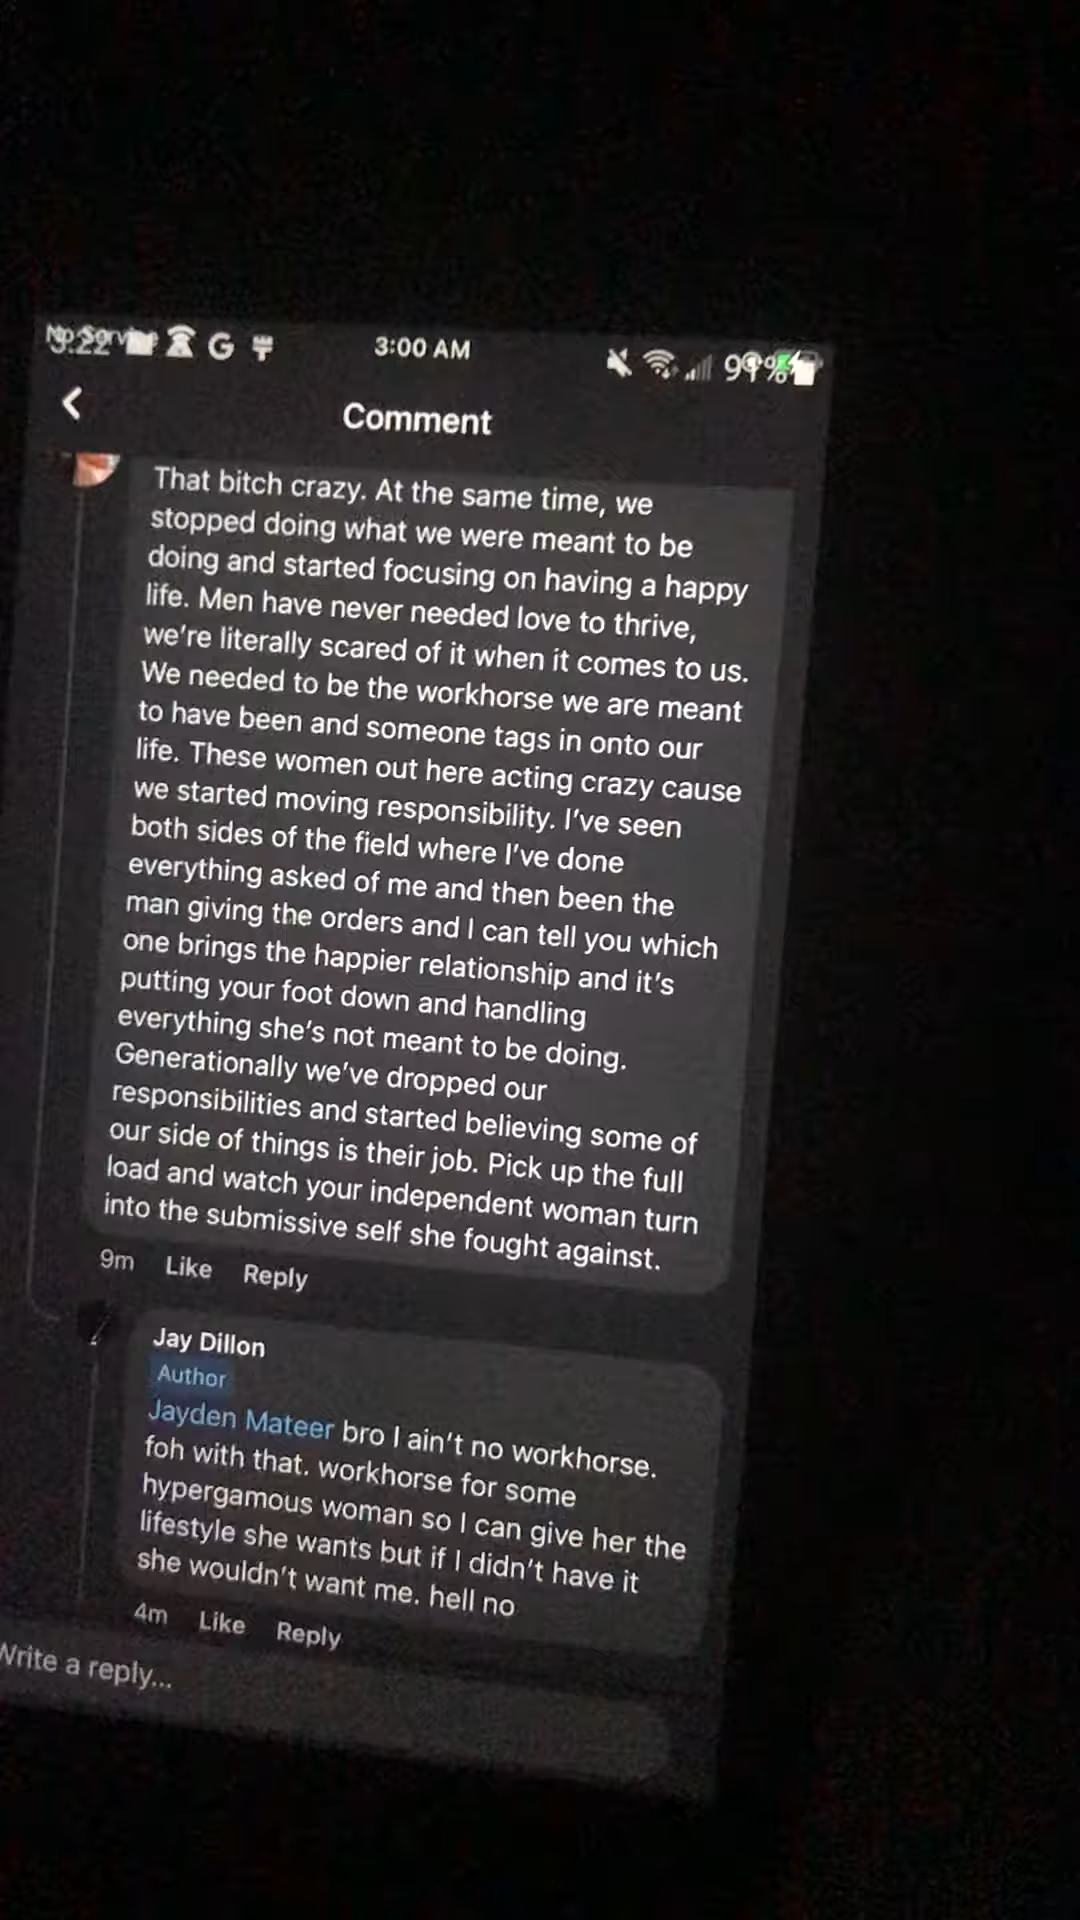 G
3:00 AM
Comment
That bitch crazy. At the same time, we
stopped doing what we were meant to be
doing and started focusing on having a happy
life. Men have never needed love to thrive,
we're literally scared of it when it comes to us.
We needed to be the workhorse we are meant
to have been and someone tags in onto our
life. These women out here acting crazy cause
we started moving responsibility. I've seen
both sides of the field where I've done
everything asked of me and then been the
man giving the orders and I can tell you which
one brings the happier relationship and it's
putting your foot down and handling
everything she's not meant to be doing.
Generationally we've dropped our
responsibilities and started believing some of
our side of things is their job. Pick up the full
load and watch your independent woman turn
into the submissive self she fought against.
9m Like Reply
Jay Dillon
Author
Jayden Mateer bro I ain't no workhorse.
foh with that. workhorse for some
hypergamous woman so I can give her the
lifestyle she wants but if I didn't have it
she wouldn't want me. hell no
4m Like Reply
Write a reply...